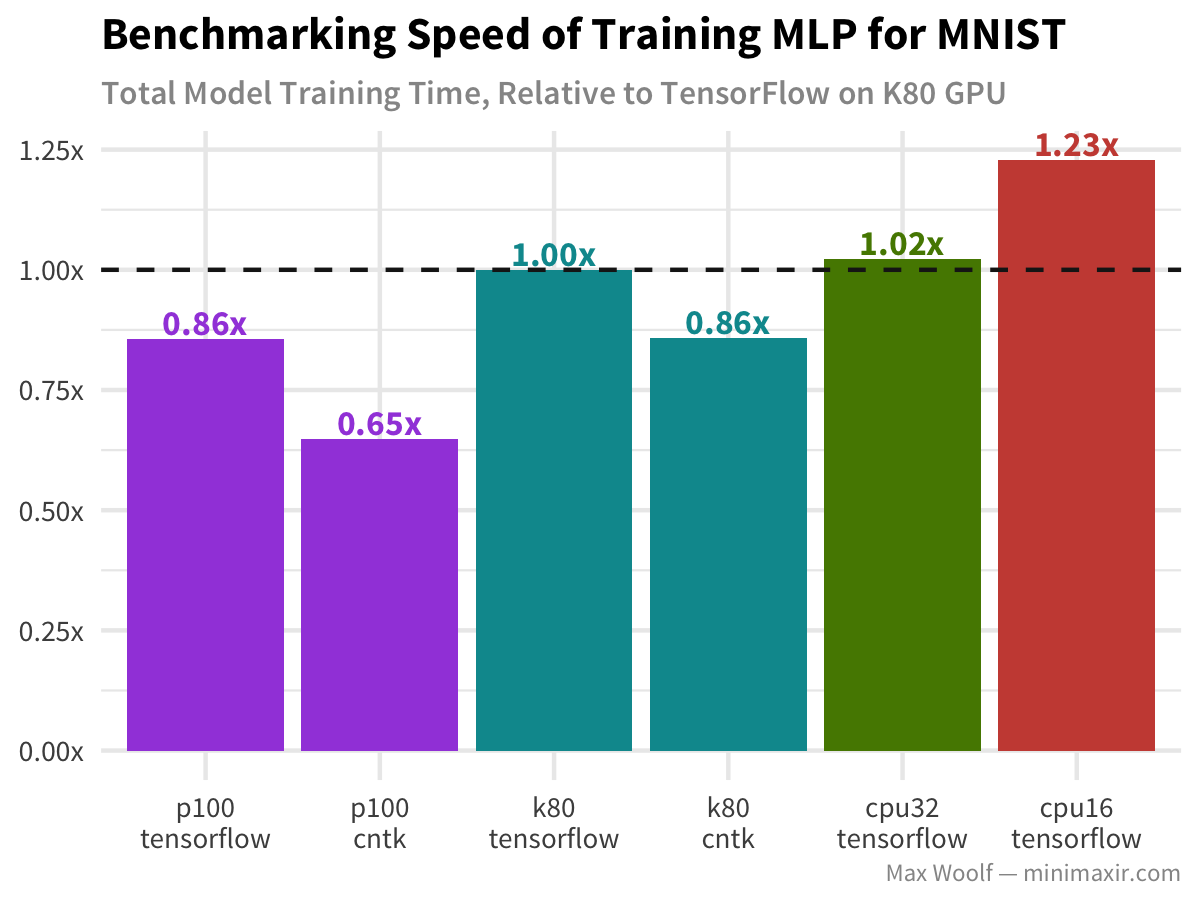 Benchmarking Speed of Training MLP for MNIST
Total Model Training Time, Relative to TensorFlow on K80 GPU
1.25x
1.00x
0.75x
0.50x
0.25x
0.00x
0.86x
0.65x
1.00x
0.86x
1.02x
1.23x
p100
tensorflow
p100
cntk
k80
tensorflow
k80
cntk
cpu32
tensorflow
cpu16
tensorflow
Max Woolf — minimaxir.com